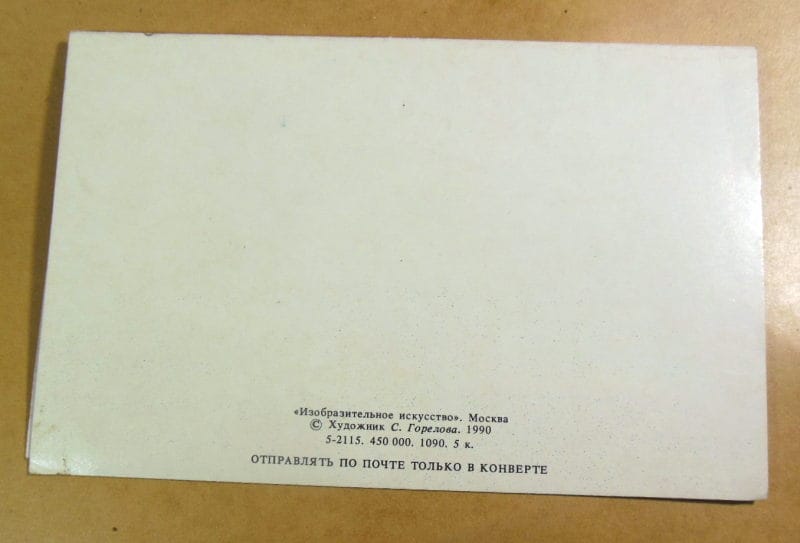 «Изобразительное искусство». Москва
© Художник С. Горелова. 1990
5-2115. 450 000. 1090. 5 к.
ОТПРАВЛЯТЬ ПО ПОЧТЕ ТОЛЬКО В КОНВЕРТЕ